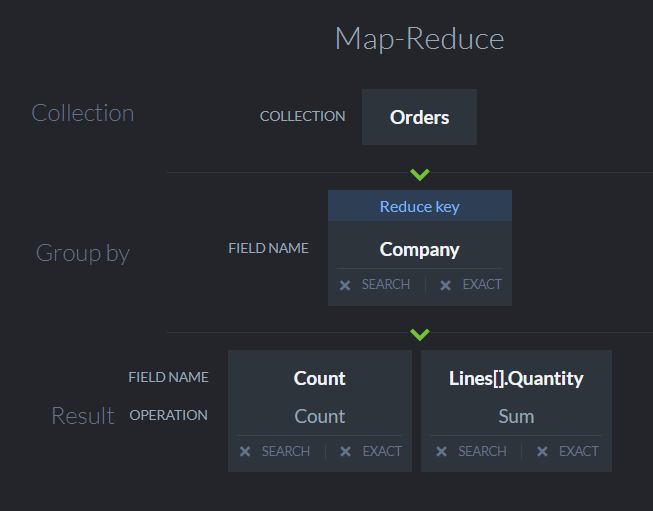 Map-Reduce
Collection
COLLECTION
Orders
Reduce key
Group by
FIELD NAME
Company
SEARCH
EXACT
FIELD NAME
Count
Lines[].Quantity
Result
OPERATION
Count
Sum
SEARCH
EXACT
SEARCH
EXACT